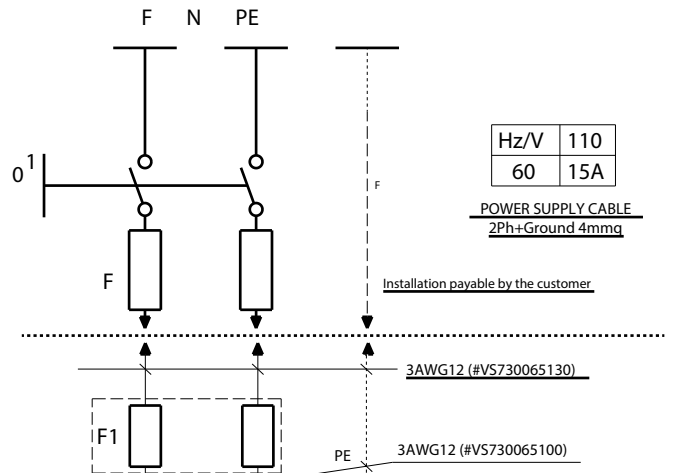 F N PE
Hz/V 110
60 15A
0 1
F
POWER SUPPLY CABLE
2Ph+Ground 4mmq
F
Installation payable by the customer
3AWG12 (#VS730065130)
F1
PE
3AWG12 (#VS730065100)